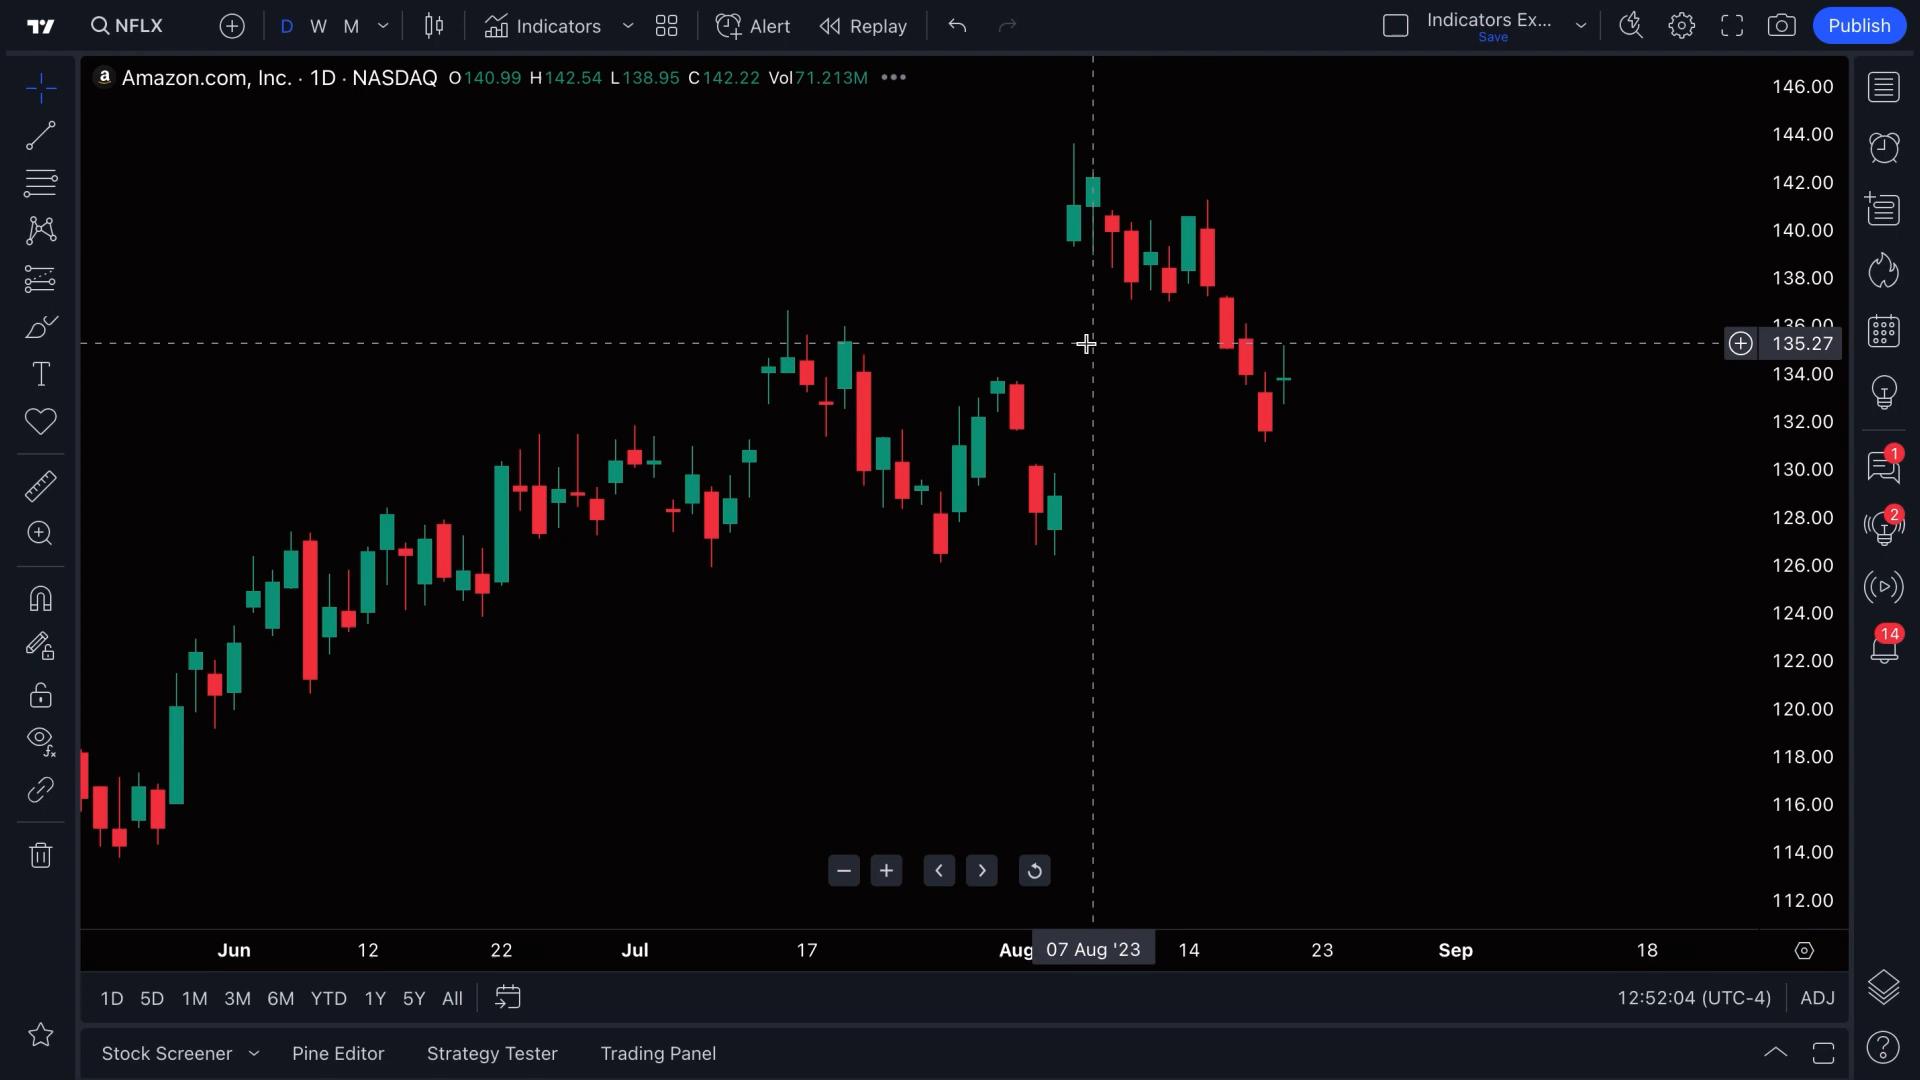 NFLX
D W M
Indicators
Alert
Replay
Indicators Ex...
Save
Publish
a Amazon.com, Inc. · 1D · NASDAQ O140.99 H142.54 L138.95 C142.22 Vol71.213M
146.00
144.00
142.00
140.00
138.00
136.00
135.27
134.00
132.00
130.00
128.00
126.00
124.00
122.00
120.00
118.00
116.00
114.00
112.00
T
fx
1
2
14
Jun 12 22 Jul 17 Aug 07 Aug '23 14 23 Sep 18
1D 5D 1M 3M 6M YTD 1Y 5Y All
12:52:04 (UTC-4) ADJ
Stock Screener Pine Editor Strategy Tester Trading Panel